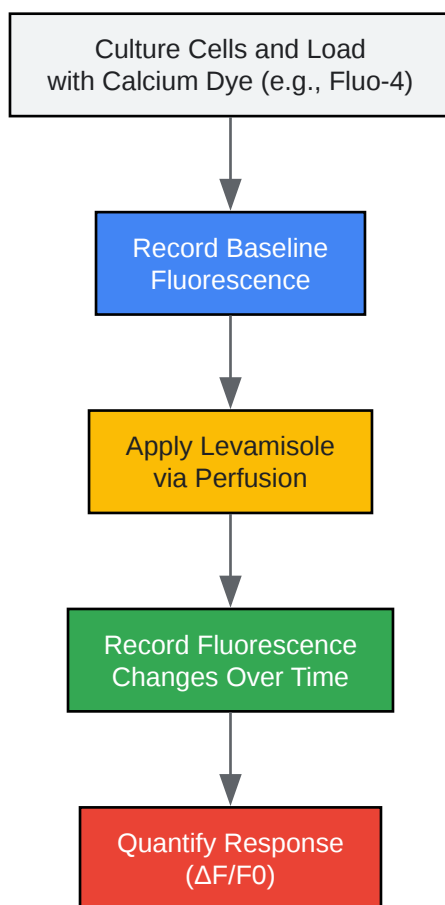 Culture Cells and Load
with Calcium Dye (e.g., Fluo-4)
Record Baseline
Fluorescence
Apply Levamisole
via Perfusion
Record Fluorescence
Changes Over Time
Quantify Response
(ΔF/F0)